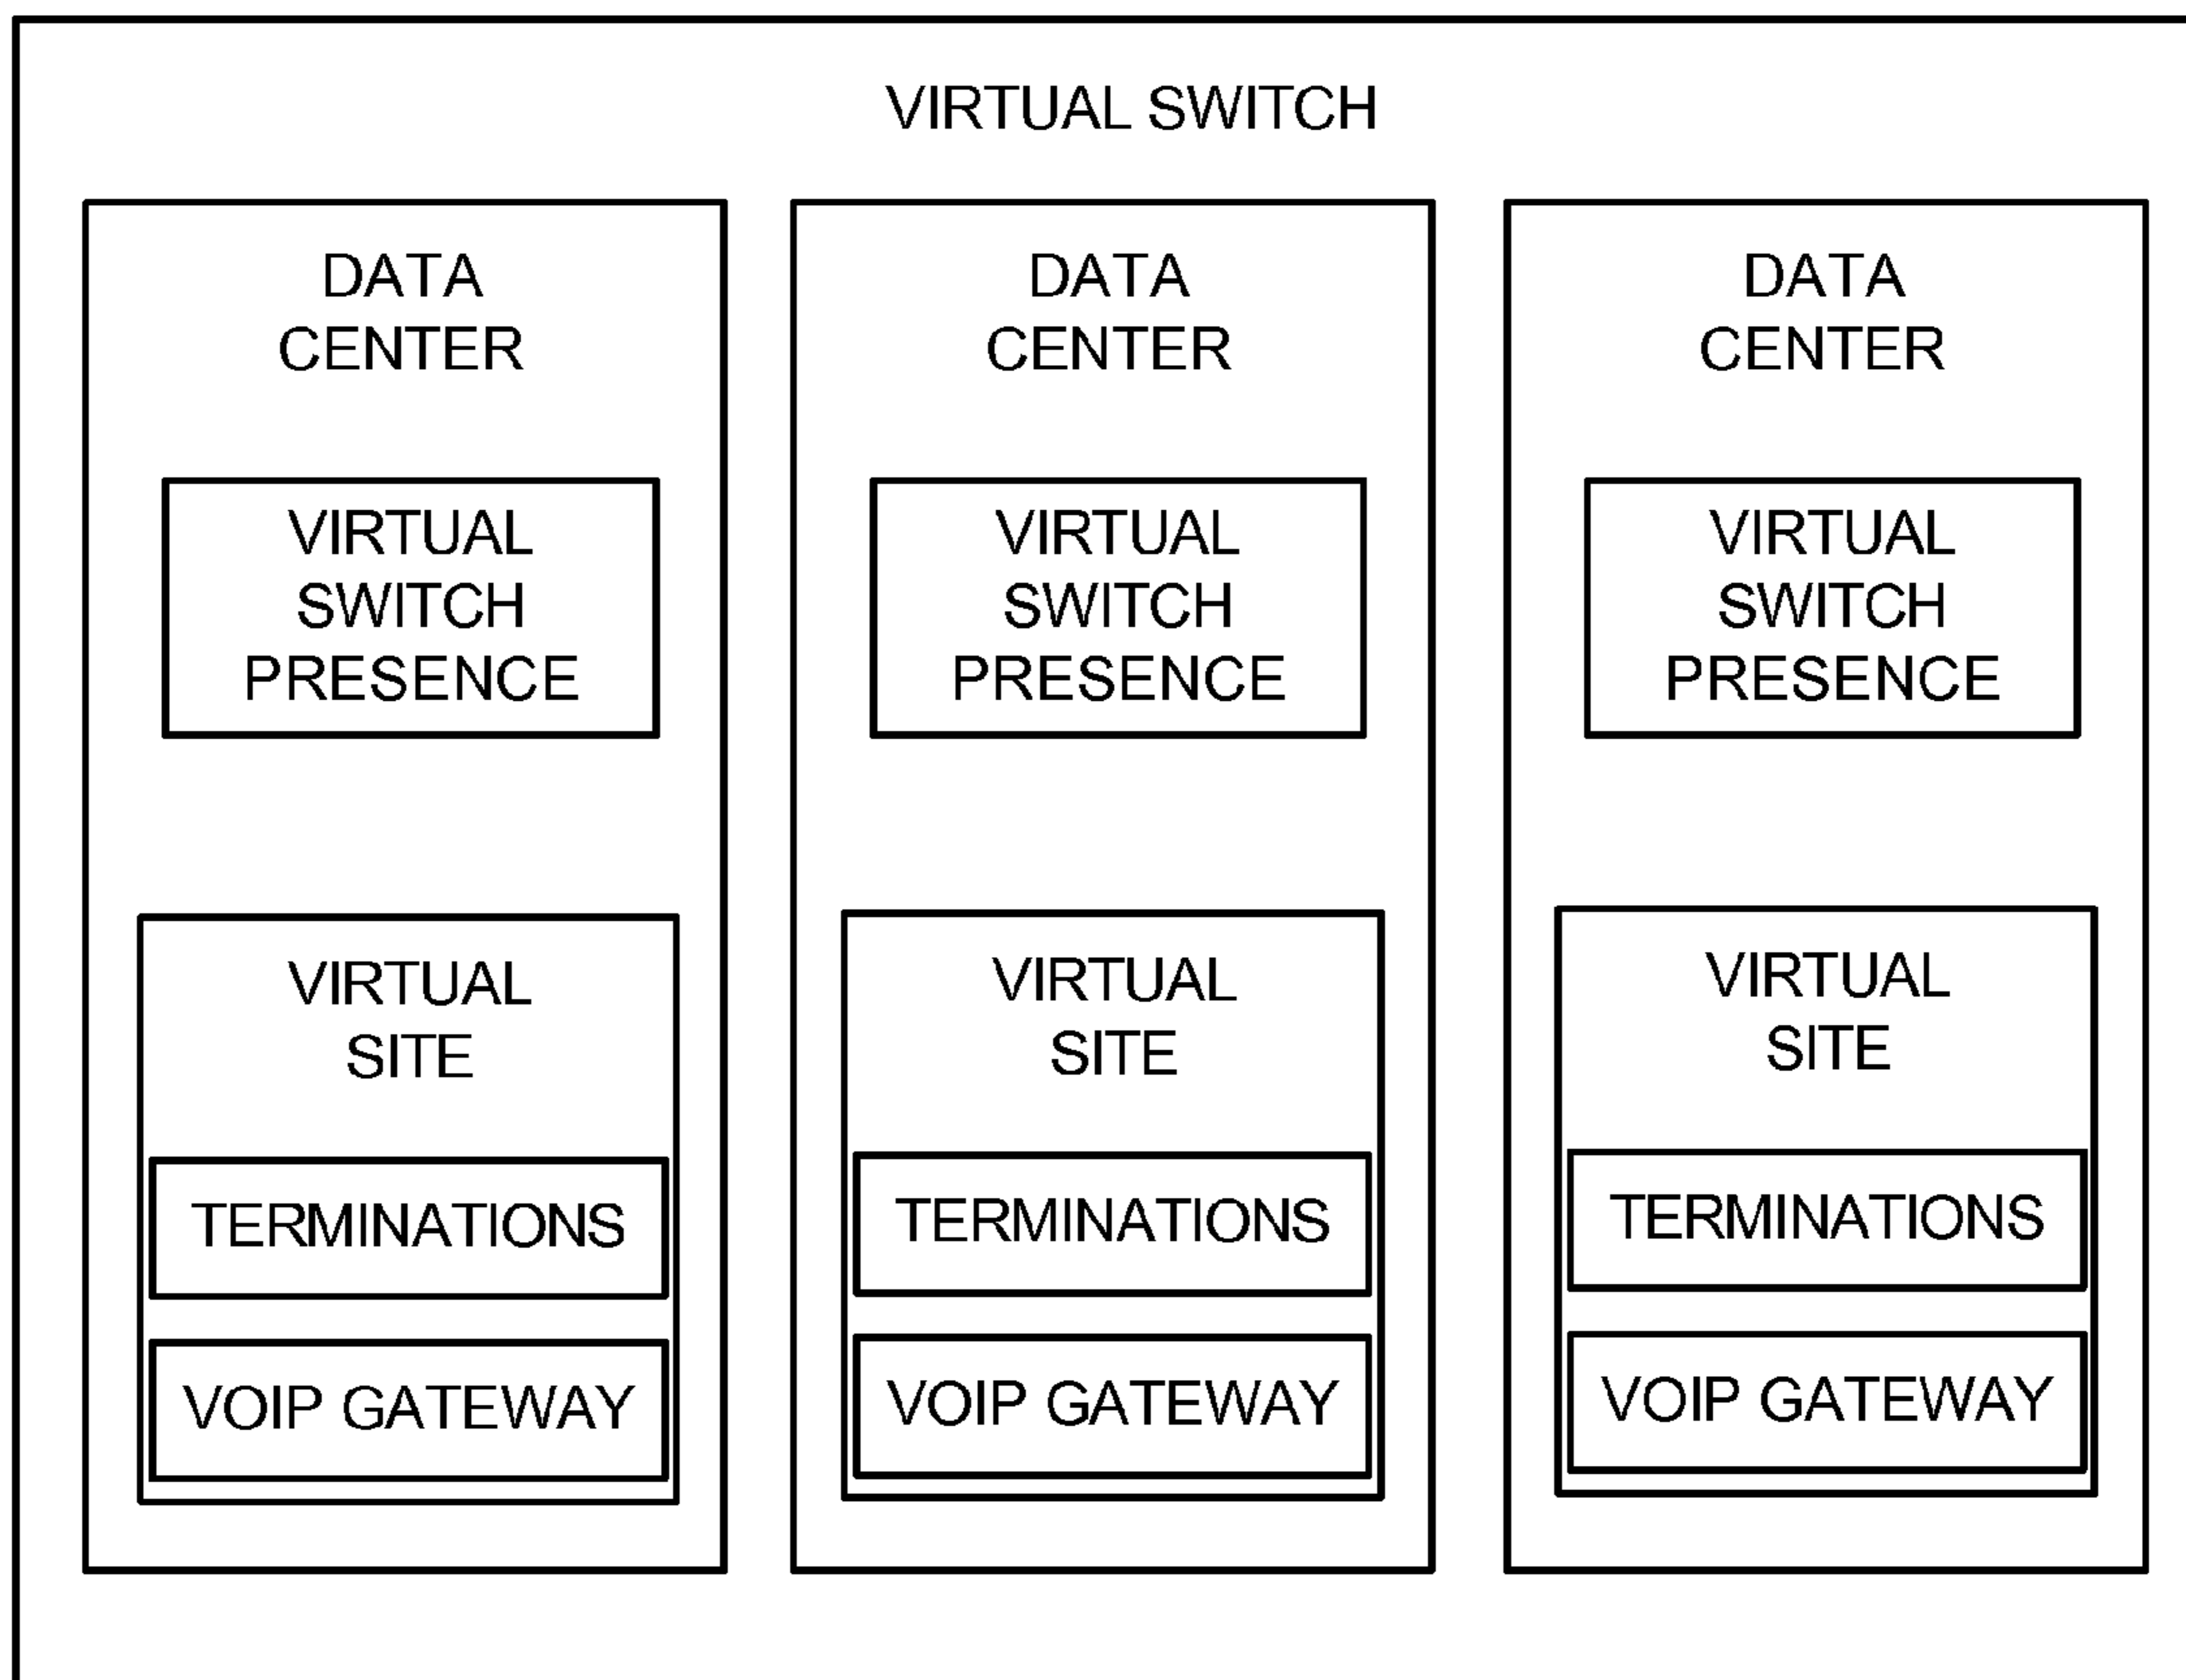 VIRTUAL SWITCH
DATA
CENTER
VIRTUAL
SWITCH
PRESENCE
VIRTUAL
SITE
TERMINATIONS
VOIP GATEWAY
DATA
CENTER
VIRTUAL
SWITCH
PRESENCE
VIRTUAL
SITE
TERMINATIONS
VOIP GATEWAY
DATA
CENTER
VIRTUAL
SWITCH
PRESENCE
VIRTUAL
SITE
TERMINATIONS
VOIP GATEWAY